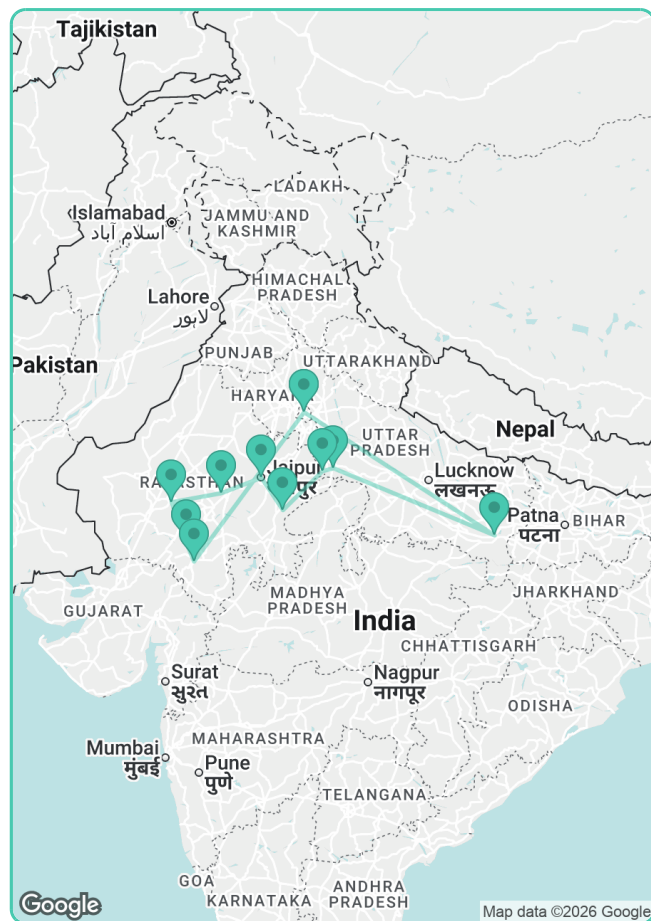 Tajikistan
LADAKH
Islamabad
اسلام آباد
JAMMU AND
KASHMIR
HIMACHAL
PRADESH
Lahore
لاہور
PUNJAB
UTTARAKHAND
Pakistan
HARYANA
Nepal
UTTAR
PRADESH
Jaipur
Lucknow
लखनऊ
RAJASTHAN
Patna
पटना
BIHAR
JHARKHAND
MADHYA
PRADESH
GUJARAT
India
CHHATTISGARH
Surat
સુરત
Nagpur
नागपूर
ODISHA
MAHARASHTRA
Mumbai
मुंबई
Pune
पुणे
TELANGANA
GOA
KARNATAKA
ANDHRA
PRADESH
Google
Map data ©2026 Google